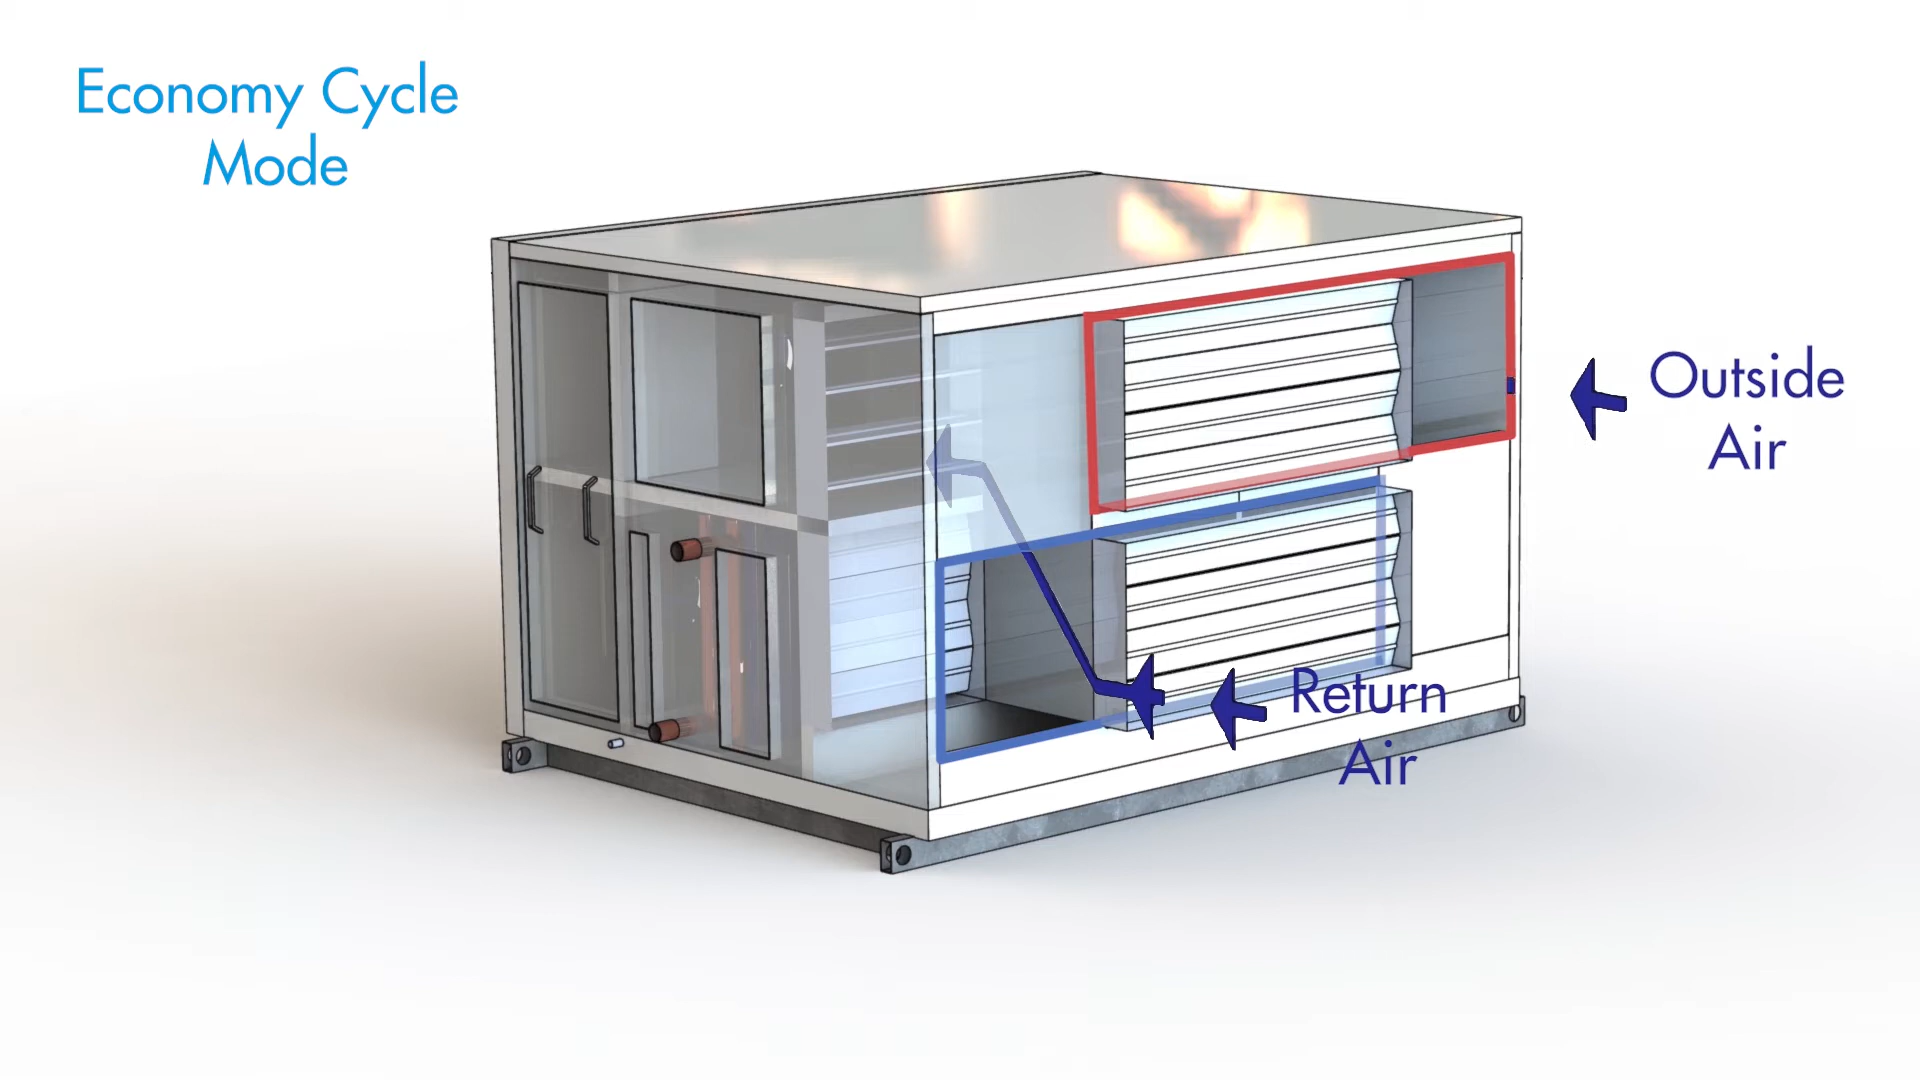 Economy Cycle
Mode
Outside
Air
Return
Air